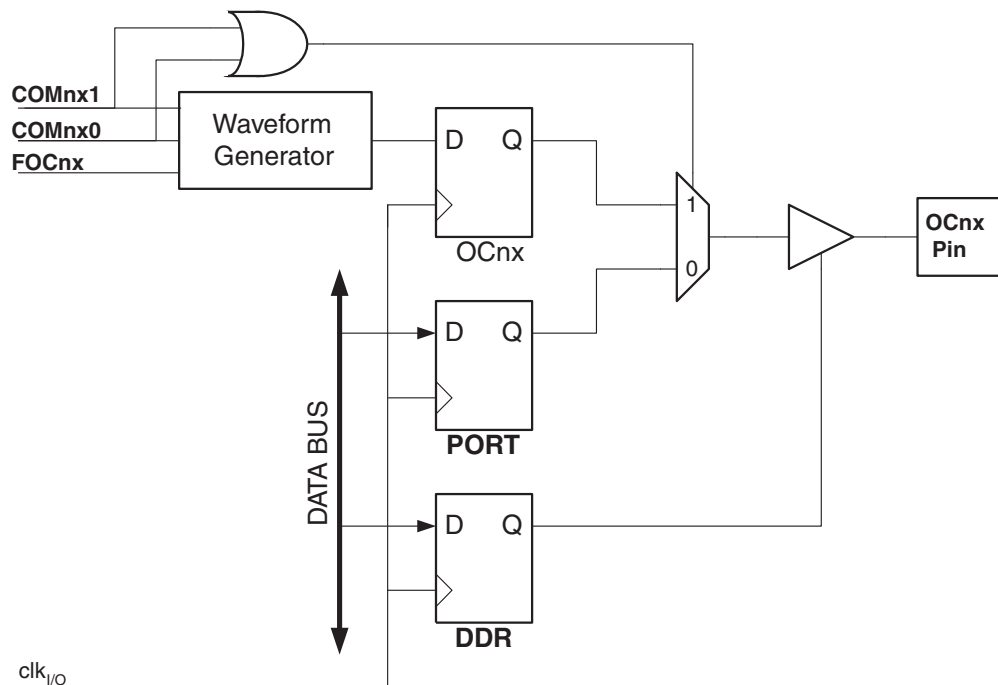 COMnx1
COMnx0
FOCnx
Waveform
Generator
D Q
OCnx
1
0
OCnx
Pin
D Q
PORT
DATA BUS
D Q
DDR
clkI/O